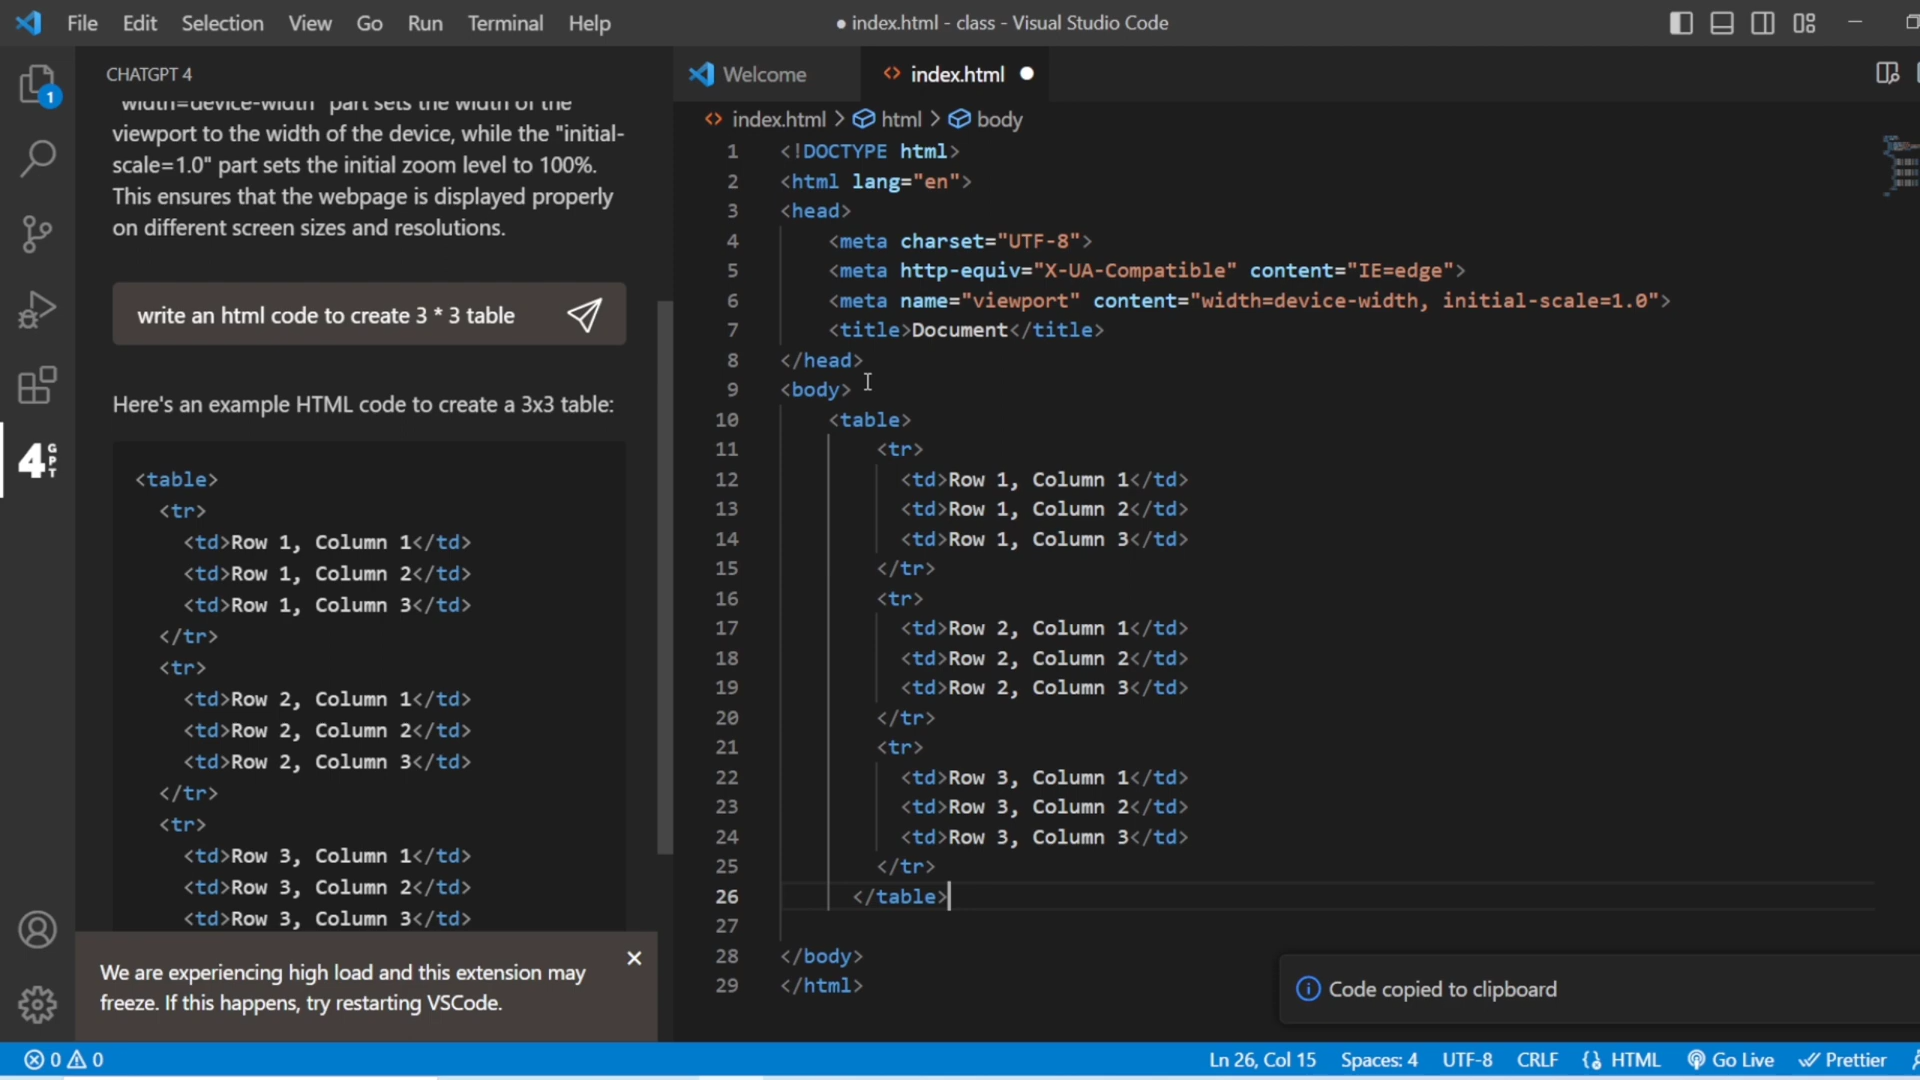 File Edit Selection View Go Run Terminal Help
● index.html - class - Visual Studio Code
1
4
GPT
CHATGPT 4
"width=device-width" part sets the width of the
viewport to the width of the device, while the "initial-
scale=1.0" part sets the initial zoom level to 100%.
This ensures that the webpage is displayed properly
on different screen sizes and resolutions.
write an html code to create 3 * 3 table
Here's an example HTML code to create a 3x3 table:
<table>
<tr>
<td>Row 1, Column 1</td>
<td>Row 1, Column 2</td>
<td>Row 1, Column 3</td>
</tr>
<tr>
<td>Row 2, Column 1</td>
<td>Row 2, Column 2</td>
<td>Row 2, Column 3</td>
</tr>
<tr>
<td>Row 3, Column 1</td>
<td>Row 3, Column 2</td>
<td>Row 3, Column 3</td>
We are experiencing high load and this extension may
freeze. If this happens, try restarting VSCode.
Welcome
<> index.html ●
<> index.html > html > body
1 <!DOCTYPE html>
2 <html lang="en">
3 <head>
4 <meta charset="UTF-8">
5 <meta http-equiv="X-UA-Compatible" content="IE=edge">
6 <meta name="viewport" content="width=device-width, initial-scale=1.0">
7 <title>Document</title>
8 </head>
9 <body>
10 <table>
11 <tr>
12 <td>Row 1, Column 1</td>
13 <td>Row 1, Column 2</td>
14 <td>Row 1, Column 3</td>
15 </tr>
16 <tr>
17 <td>Row 2, Column 1</td>
18 <td>Row 2, Column 2</td>
19 <td>Row 2, Column 3</td>
20 </tr>
21 <tr>
22 <td>Row 3, Column 1</td>
23 <td>Row 3, Column 2</td>
24 <td>Row 3, Column 3</td>
25 </tr>
26 </table>
27
28 </body>
29 </html>
Code copied to clipboard
0 0
Ln 26, Col 15 Spaces: 4 UTF-8 CRLF HTML Go Live Prettier